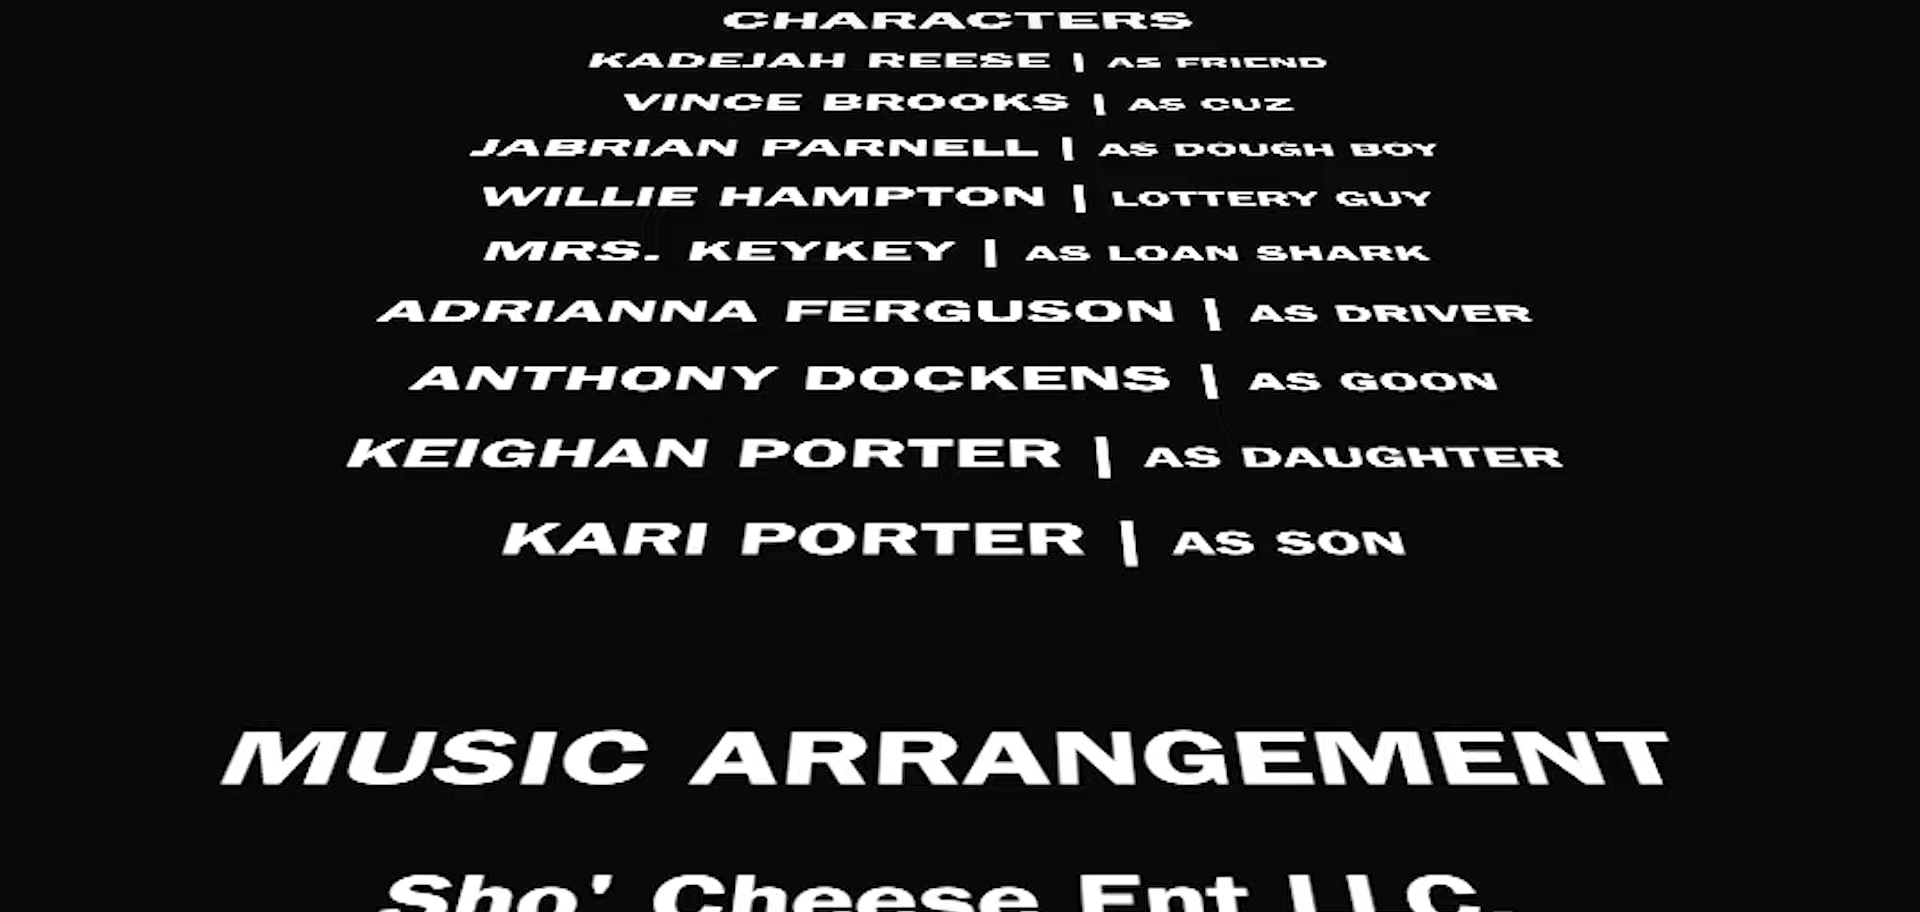 CHARACTERS
KADEJAH REESE | AS FRIEND
VINCE BROOKS | AS CUZ
JABRIAN PARNELL | AS DOUGH BOY
WILLIE HAMPTON | LOTTERY GUY
MRS. KEYKEY | AS LOAN SHARK
ADRIANNA FERGUSON | AS DRIVER
ANTHONY DOCKENS | AS GOON
KEIGHAN PORTER | AS DAUGHTER
KARI PORTER | AS SON
MUSIC ARRANGEMENT
Sho' Cheese Ent LLC.